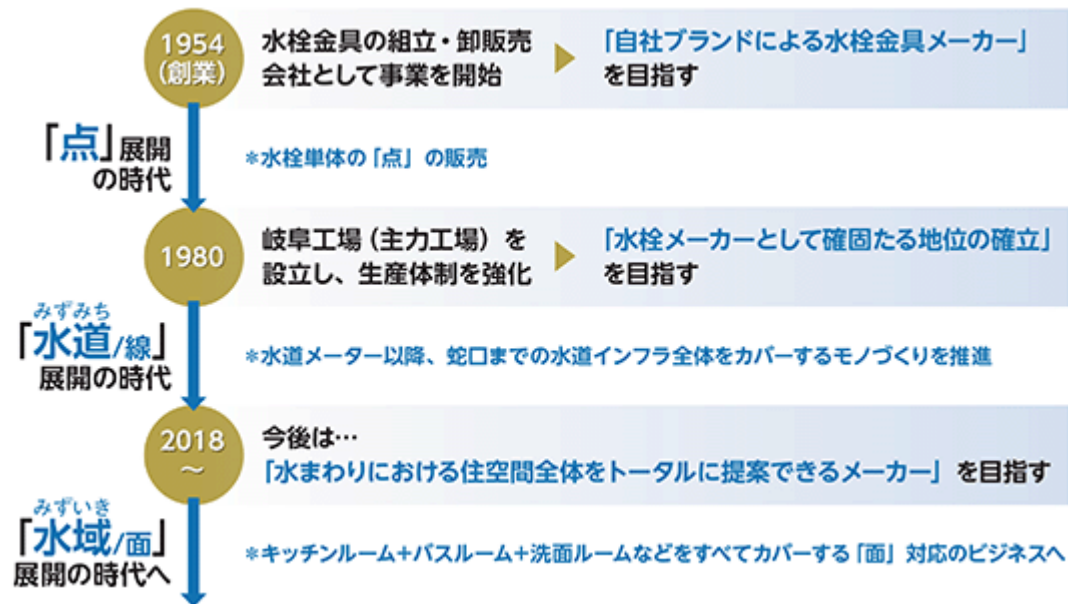 1954
(創業)
水栓金具の組立・卸販売
会社として事業を開始
「自社ブランドによる水栓金具メーカー」
を目指す
「点」展開
の時代
*水栓単体の「点」の販売
1980
岐阜工場(主力工場)を
設立し、生産体制を強化
「水栓メーカーとして確固たる地位の確立」
を目指す
みずみち
「水道/線」
展開の時代
*水道メーター以降、蛇口までの水道インフラ全体をカバーするモノづくりを推進
2018
~
今後は…
「水まわりにおける住空間全体をトータルに提案できるメーカー」を目指す
みずいき
「水域/面」
展開の時代へ
*キッチンルーム+バスルーム+洗面ルームなどをすべてカバーする「面」対応のビジネスへ